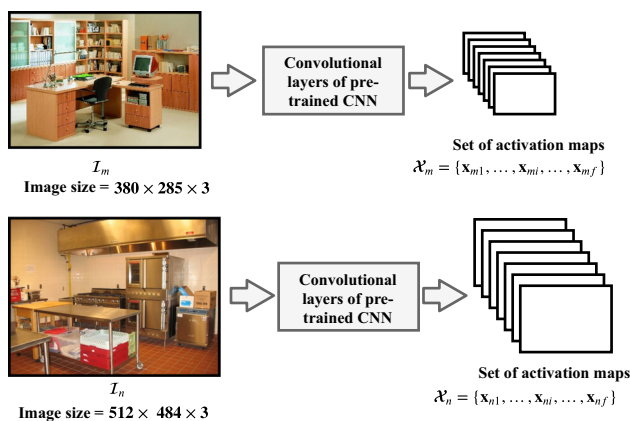 Convolutional
layers of pre-
trained CNN
Set of activation maps
𝓘ₘ
𝓧ₘ = {𝐱ₘ₁, … , 𝐱ₘᵢ, … , 𝐱ₘf}
Image size = 380 × 285 × 3
Convolutional
layers of pre-
trained CNN
Set of activation maps
𝓘ₙ
𝓧ₙ = {𝐱ₙ₁, … , 𝐱ₙᵢ, … , 𝐱ₙf}
Image size = 512 × 484 × 3